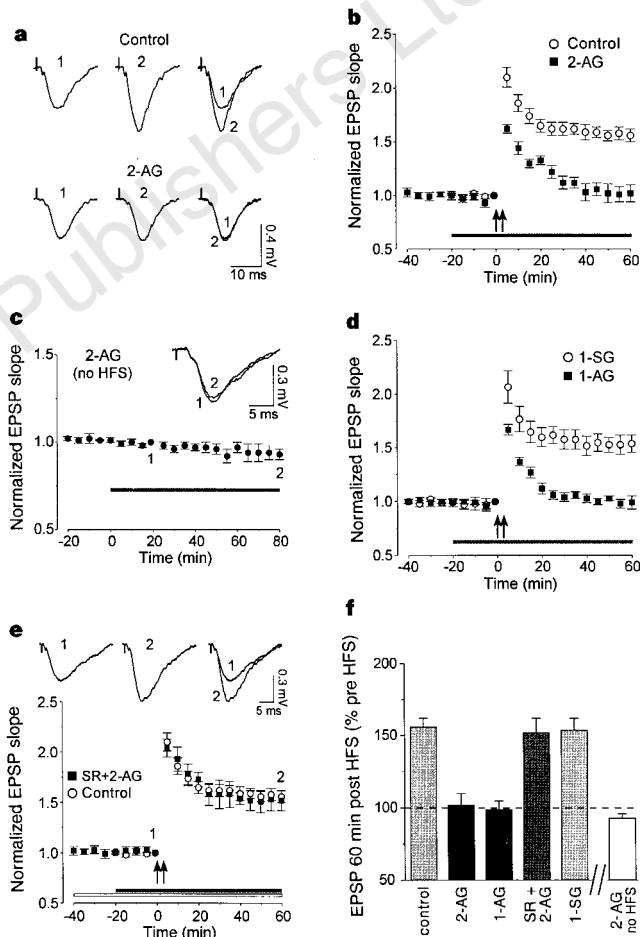 Publishers Ltd
a
Control
1
2
1
2
2-AG
1
2
1
2
0.4 mV
10 ms
b
Normalized EPSP slope
2.5
2.0
1.5
1.0
0.5
Control
2-AG
-40
-20
0
20
40
60
Time (min)
c
Normalized EPSP slope
1.5
1.0
0.5
2-AG
(no HFS)
1
2
0.3 mV
5 ms
1
2
-20
0
20
40
60
80
Time (min)
d
Normalized EPSP slope
2.5
2.0
1.5
1.0
0.5
1-SG
1-AG
-40
-20
0
20
40
60
Time (min)
e
1
2
1
2
0.3 mV
5 ms
Normalized EPSP slope
2.5
2.0
1.5
1.0
0.5
SR+2-AG
Control
1
2
-40
-20
0
20
40
60
Time (min)
f
EPSP 60 min post HFS (% pre HFS)
200
150
100
50
control
2-AG
1-AG
SR +
2-AG
1-SG
2-AG
no HFS